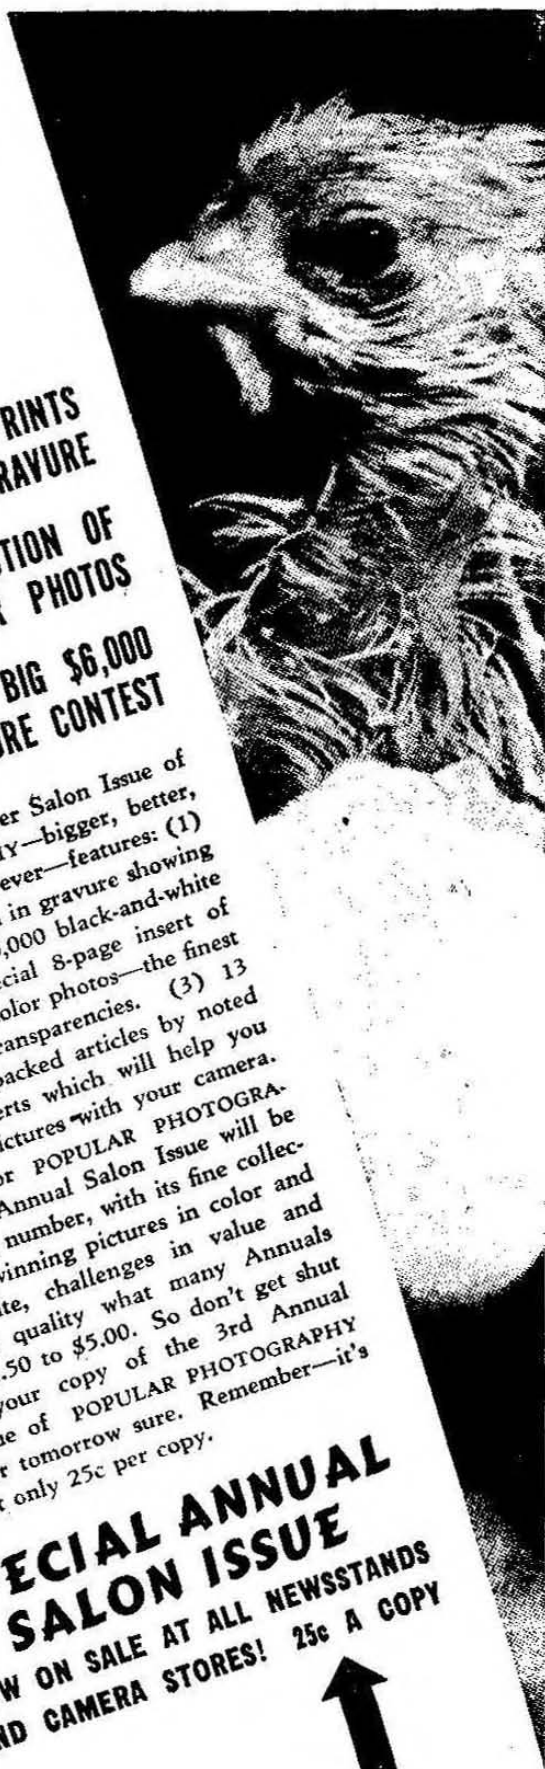 RINTS
RAVURE
TION OF
PHOTOS
BIG $6,000
RE CONTEST
er Salon Issue of
Y—bigger, better,
ever—features: (1)
in gravure showing
,000 black-and-white
cial 8-page insert of
olor photos—the finest
ansparencies. (3) 13
packed articles by noted
erts which will help you
ictures with your camera.
or POPULAR PHOTOGRA-
Annual Salon Issue will be
number, with its fine collec-
winning pictures in color and
te, challenges in value and
quality what many Annuals
.50 to $5.00. So don't get shut
your copy of the 3rd Annual
e of POPULAR PHOTOGRAPHY
r tomorrow sure. Remember—it's
t only 25c per copy.
ECIAL ANNUAL
SALON ISSUE
W ON SALE AT ALL NEWSSTANDS
ND CAMERA STORES! 25c A COPY